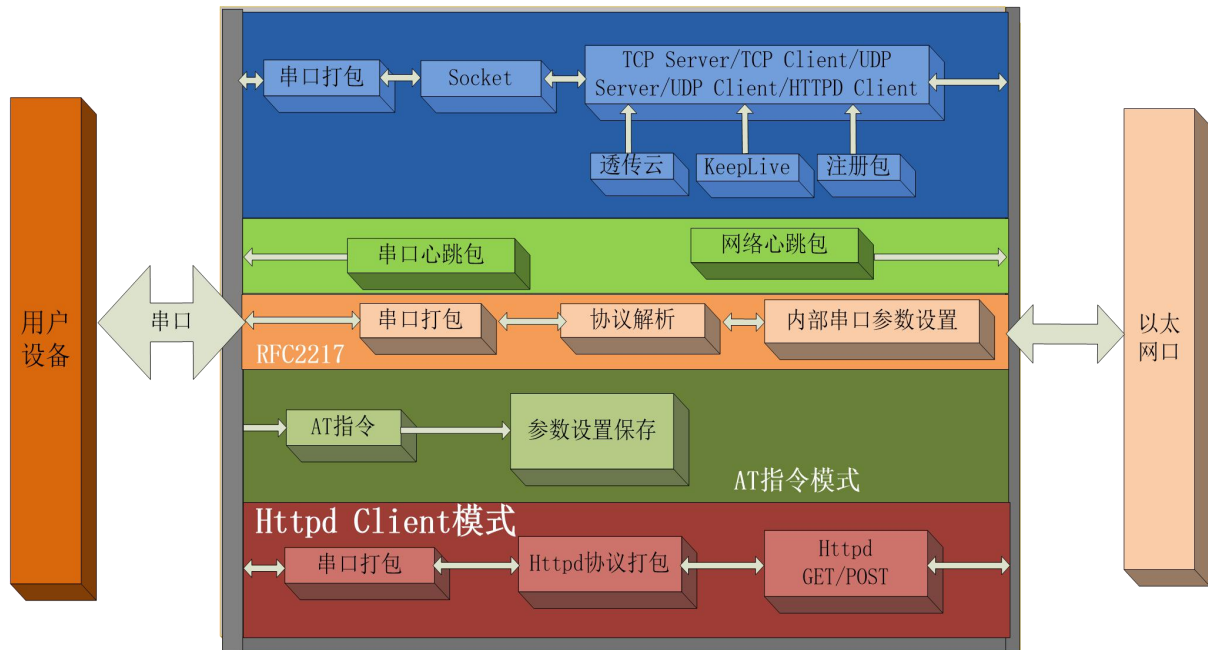 用户
设备
串口
串口打包
Socket
TCP Server/TCP Client/UDP
Server/UDP Client/HTTPD Client
透传云
KeepLive
注册包
串口心跳包
网络心跳包
串口打包
协议解析
内部串口参数设置
RFC2217
AT指令
参数设置保存
AT指令模式
Httpd Client模式
串口打包
Httpd协议打包
Httpd
GET/POST
以太
网口